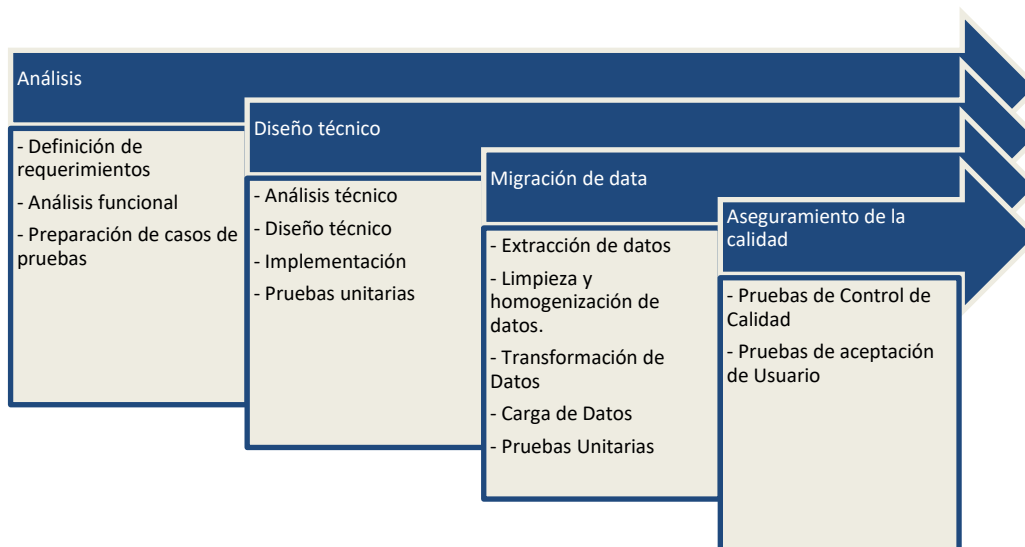 Análisis
- Definición de
requerimientos
- Análisis funcional
- Preparación de casos de
pruebas
Diseño técnico
- Análisis técnico
- Diseño técnico
- Implementación
- Pruebas unitarias
Migración de data
- Extracción de datos
- Limpieza y
homogenización de
datos.
- Transformación de
Datos
- Carga de Datos
- Pruebas Unitarias
Aseguramiento de la
calidad
- Pruebas de Control de
Calidad
- Pruebas de aceptación
de Usuario